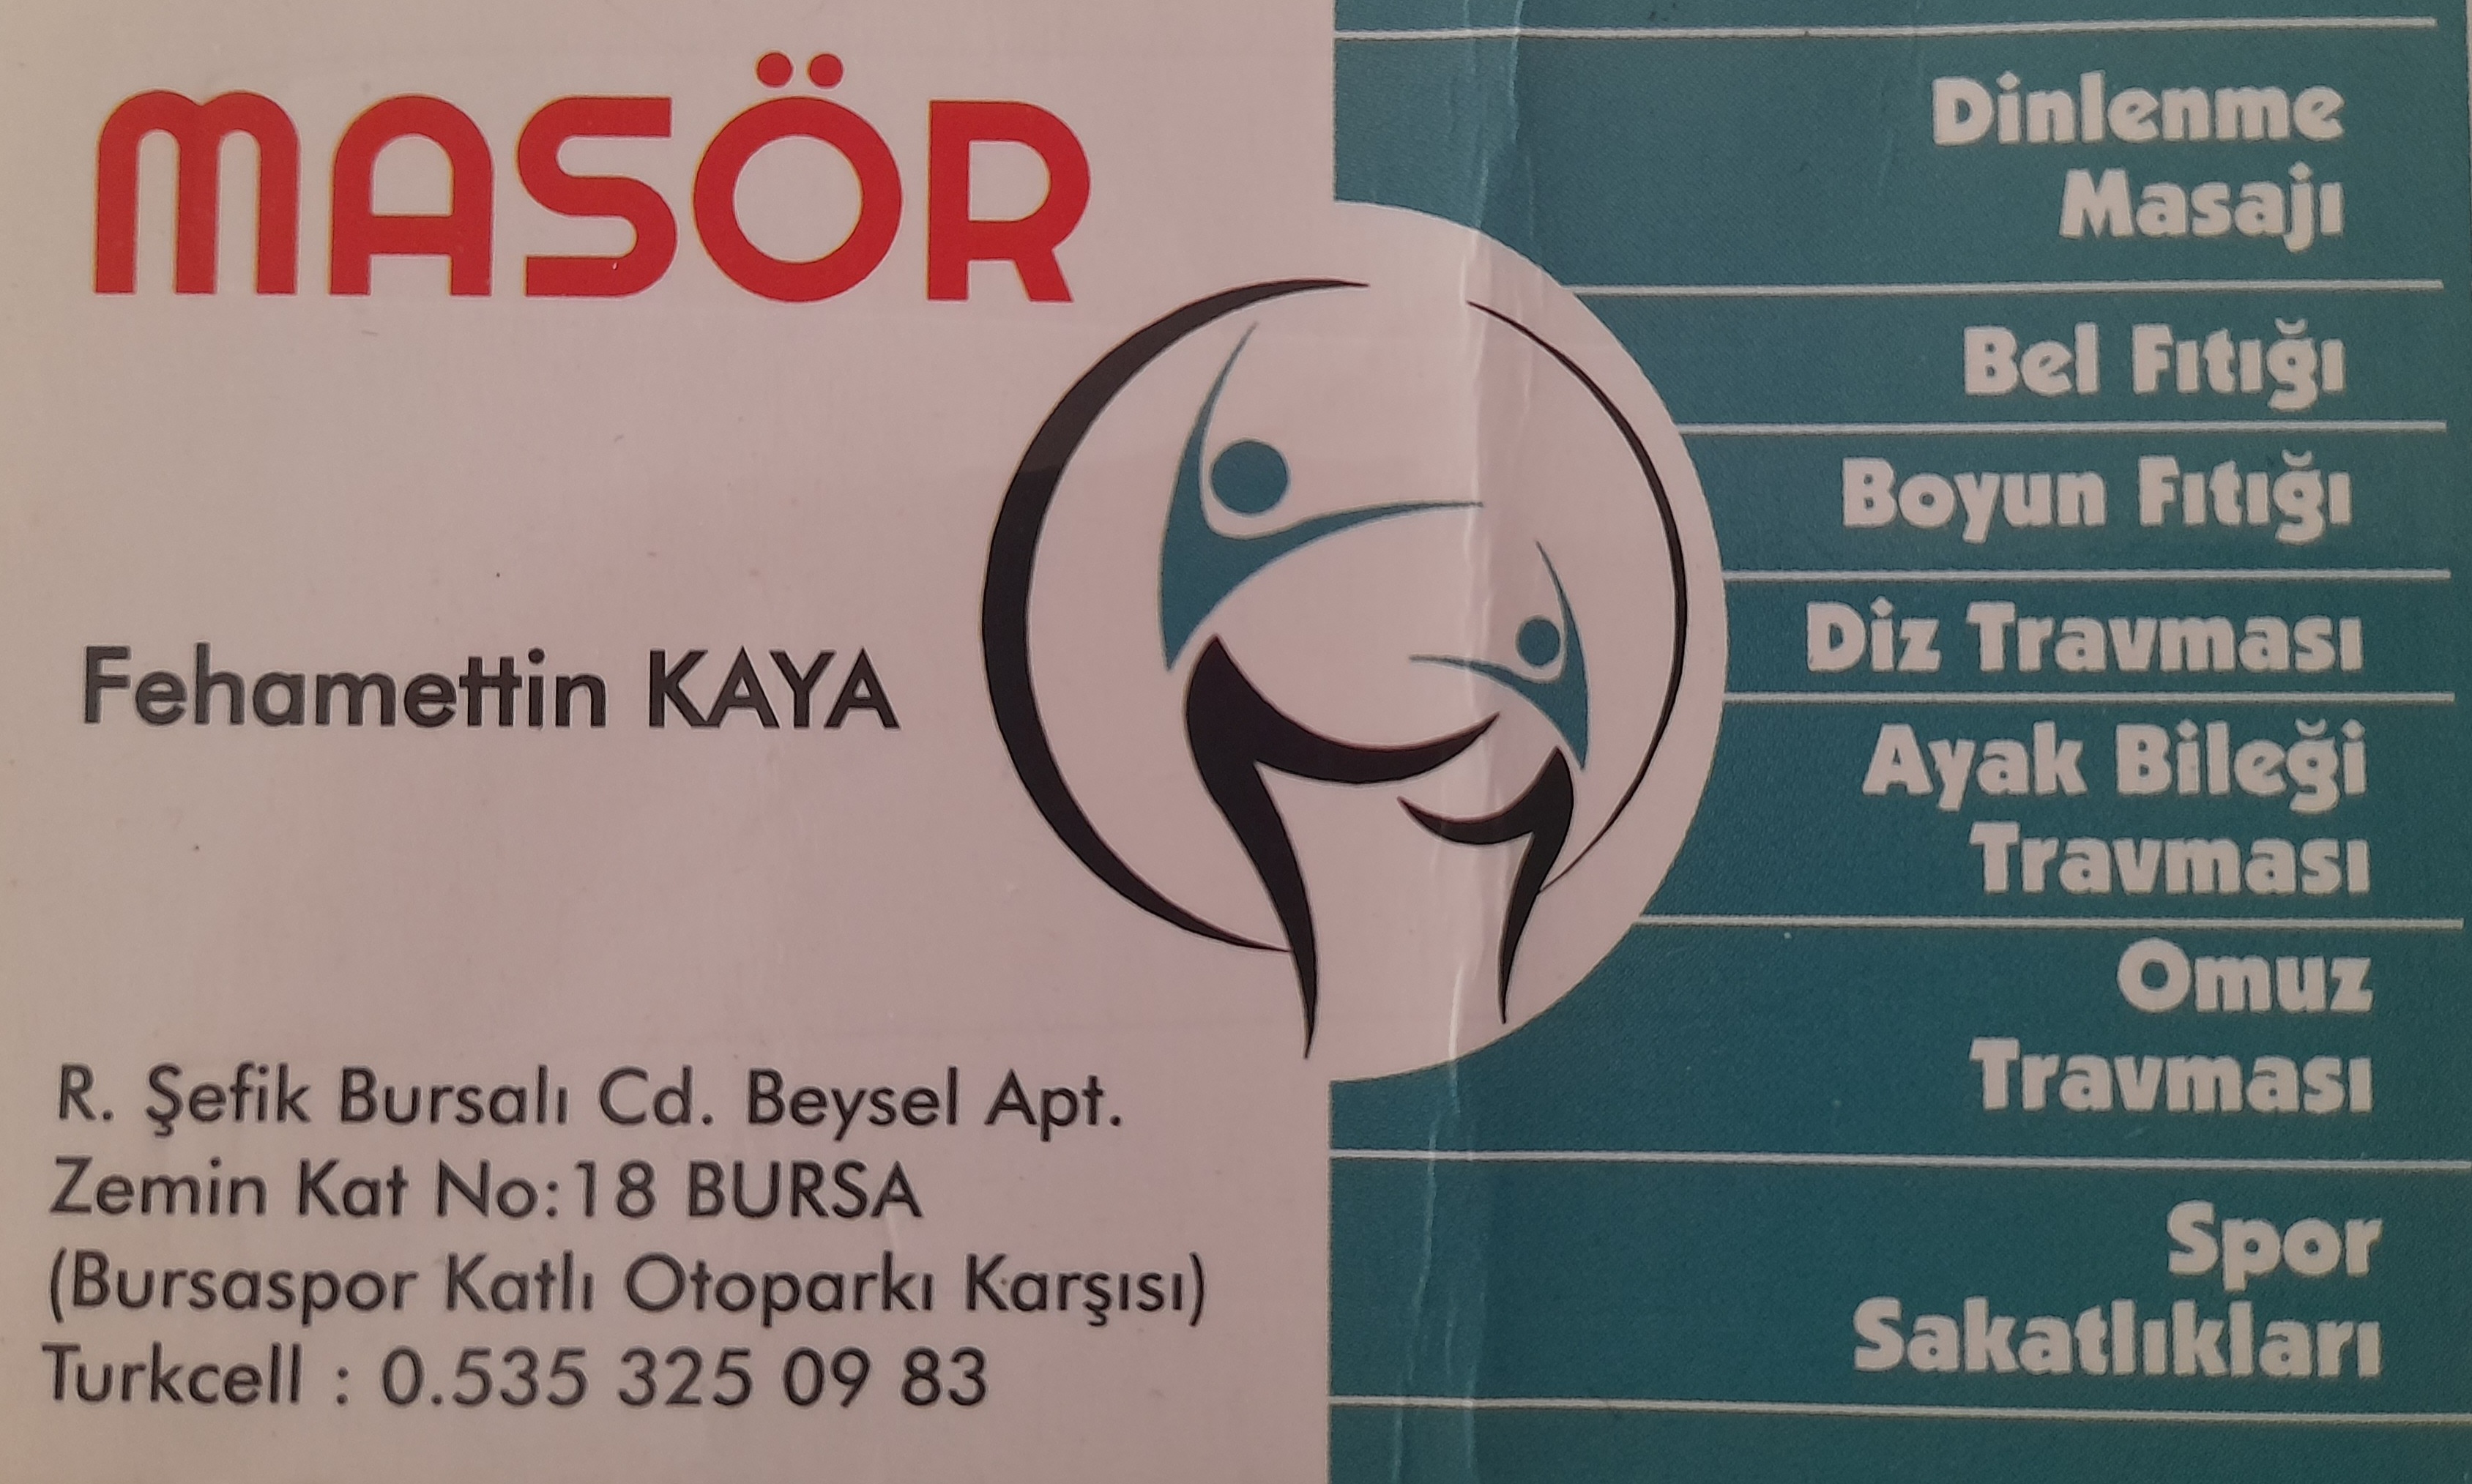 MASÖR
Fehamettin KAYA
R. Şefik Bursalı Cd. Beysel Apt.
Zemin Kat No:18 BURSA
(Bursaspor Katlı Otoparkı Karşısı)
Turkcell : 0.535 325 09 83
Dinlenme
Masajı
Bel Fıtığı
Boyun Fıtığı
Diz Travması
Ayak Bileği
Travması
Omuz
Travması
Spor
Sakatlıkları